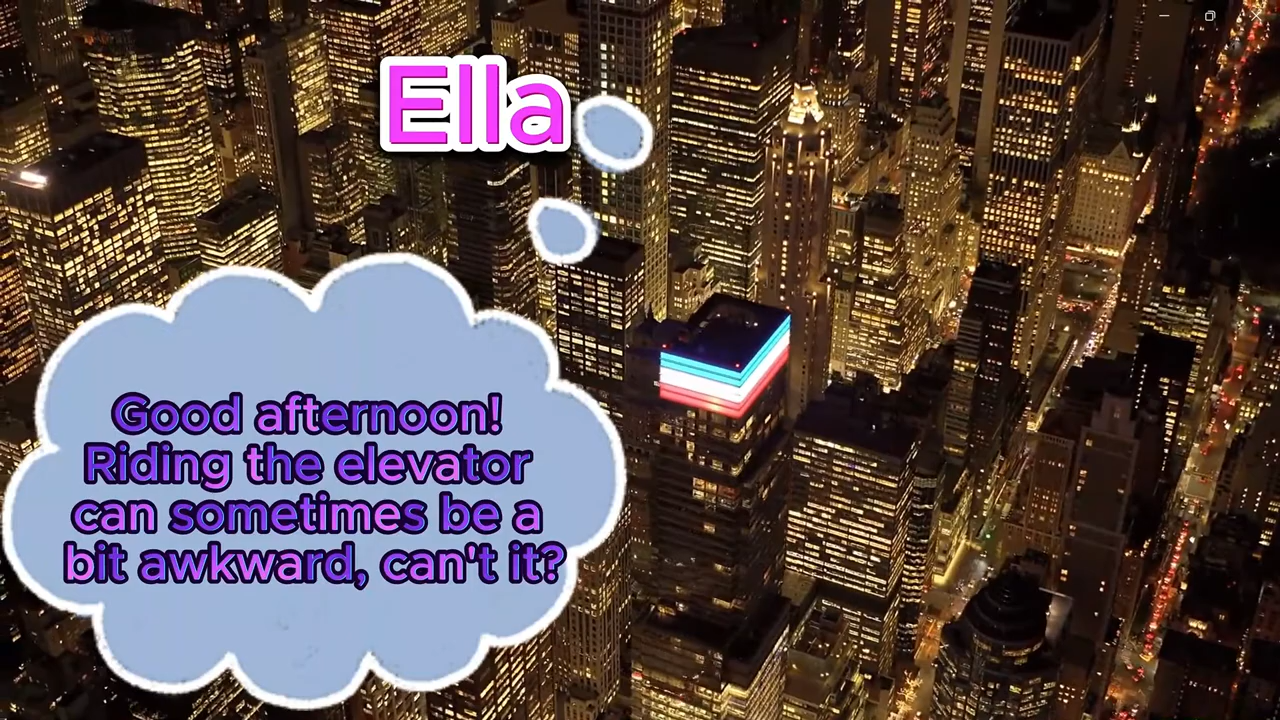 Ella
Good afternoon!
Riding the elevator
can sometimes be a
bit awkward, can't it?